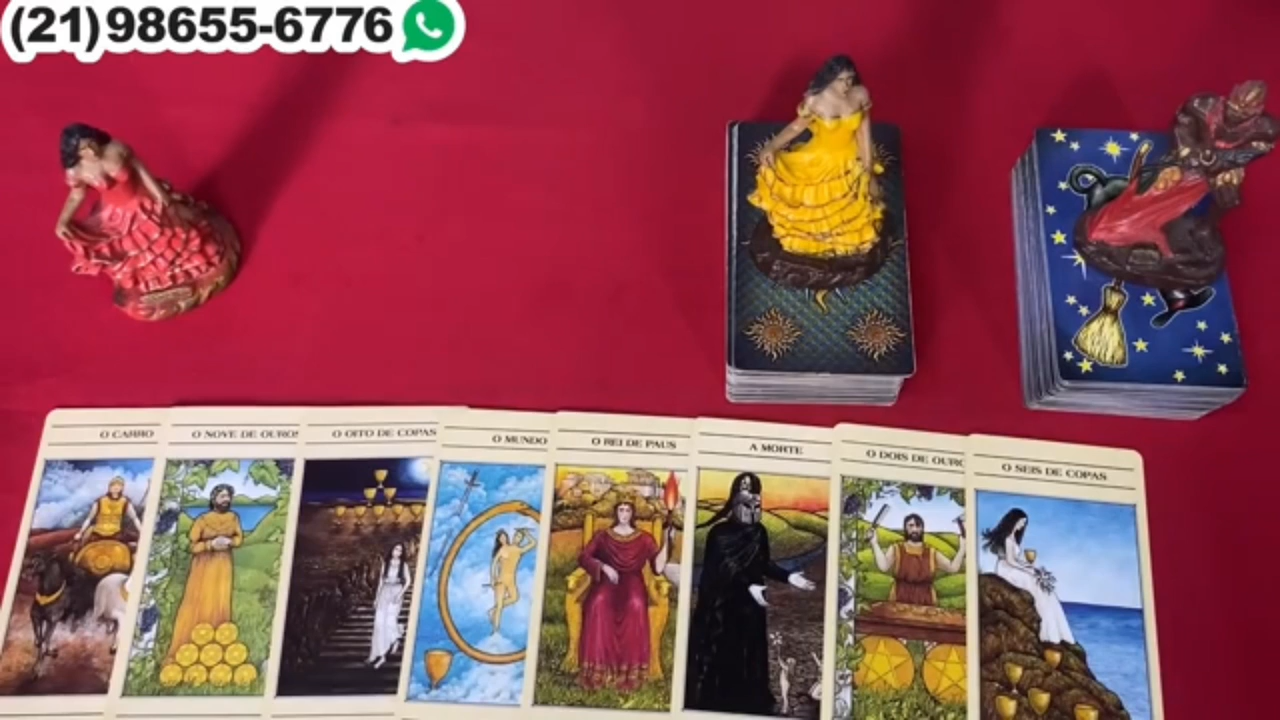 (21)98655-6776
O CARRO
O NOVE DE OUROS
O OITO DE COPAS
O MUNDO
O REI DE PAUS
A MORTE
O DOIS DE OURO
O SEIS DE COPAS